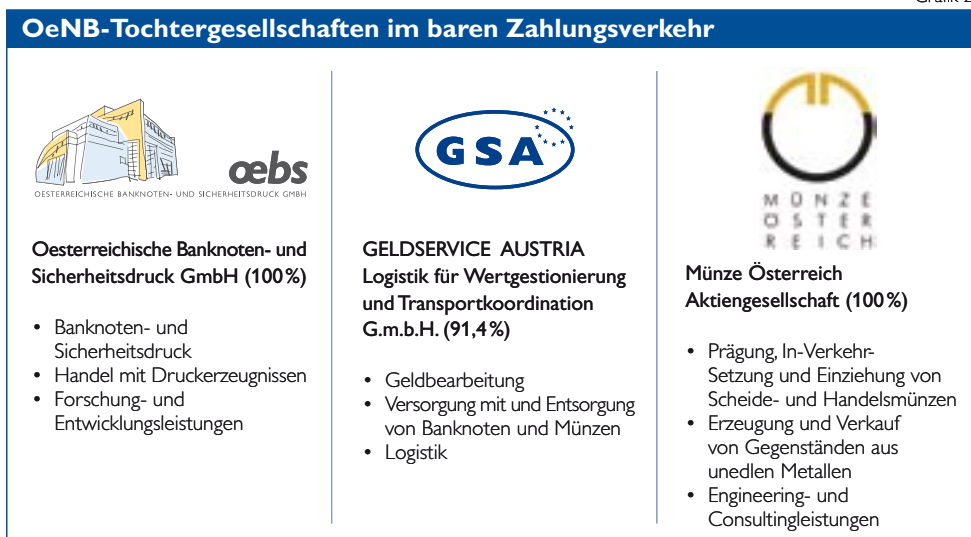 Grafik 2
OeNB-Tochtergesellschaften im baren Zahlungsverkehr
œbs
OESTERREICHISCHE BANKNOTEN- UND SICHERHEITSDRUCK GMBH
Oesterreichische Banknoten- und
Sicherheitsdruck GmbH (100%)
• Banknoten- und
Sicherheitsdruck
• Handel mit Druckerzeugnissen
• Forschung- und
Entwicklungsleistungen
GSA
GELDSERVICE AUSTRIA
Logistik für Wertgestionierung
und Transportkoordination
G.m.b.H. (91,4%)
• Geldbearbeitung
• Versorgung mit und Entsorgung
von Banknoten und Münzen
• Logistik
MÜNZE
ÖSTER
REICH
Münze Österreich
Aktiengesellschaft (100%)
• Prägung, In-Verkehr-
Setzung und Einziehung von
Scheide- und Handelsmünzen
• Erzeugung und Verkauf
von Gegenständen aus
unedlen Metallen
• Engineering- und
Consultingleistungen